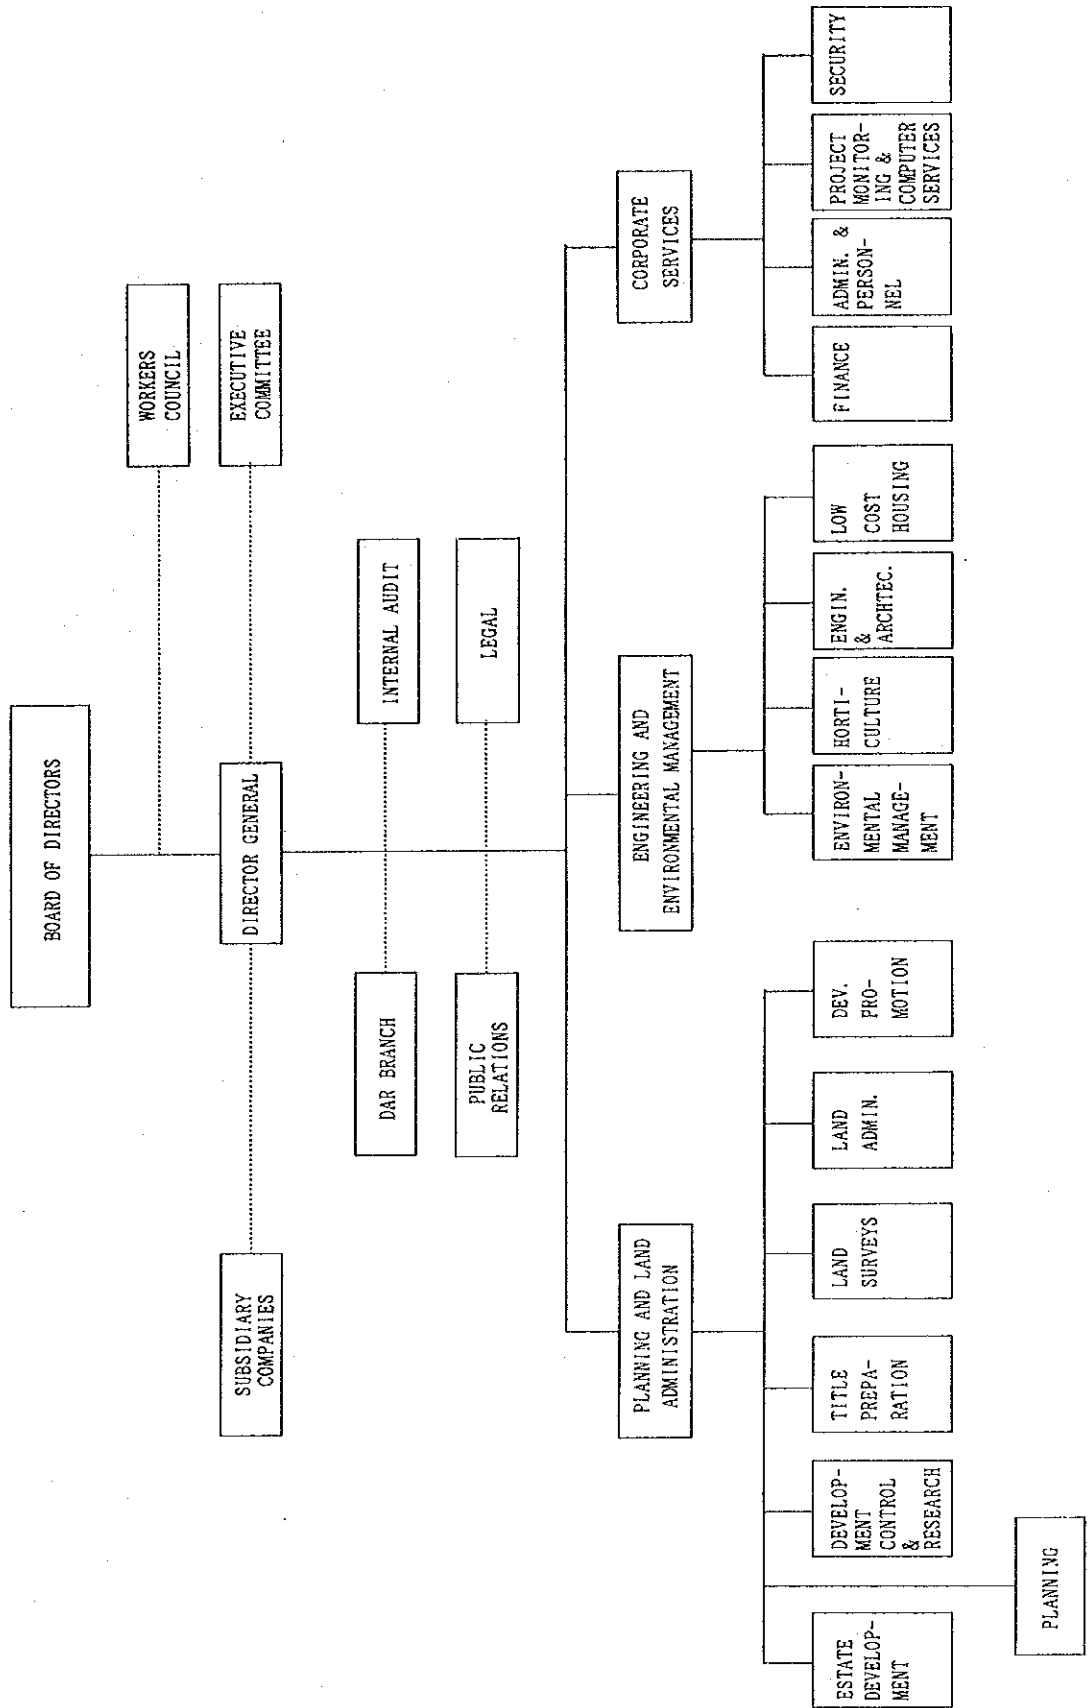 BOARD OF DIRECTORS
WORKERS
COUNCIL
SUBSIDIARY
COMPANIES
DIRECTOR GENERAL
EXECUTIVE
COMMITTEE
DAR BRANCH
INTERNAL AUDIT
PUBLIC
RELATIONS
LEGAL
PLANNING AND LAND
ADMINISTRATION
ENGINEERING AND
ENVIRONMENTAL MANAGEMENT
CORPORATE
SERVICES
ESTATE
DEVELOP-
MENT
DEVELOP-
MENT
CONTROL
&
RESEARCH
TITLE
PREPA-
RATION
LAND
SURVEYS
LAND
ADMIN.
DEV.
PRO-
MOTION
ENVIRON-
MENTAL
MANAGE-
MENT
HORTI-
CULTURE
ENGIN.
&
ARCHTEC.
LOW
COST
HOUSING
FINANCE
ADMIN. &
PERSON-
NEL
PROJECT
MONITOR-
ING &
COMPUTER
SERVICES
SECURITY
PLANNING